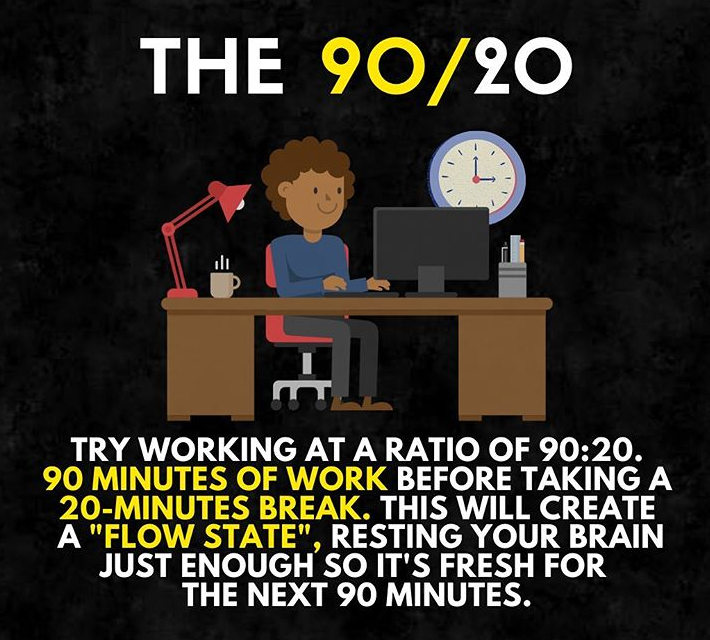 THE 90/20
TRY WORKING AT A RATIO OF 90:20.
90 MINUTES OF WORK BEFORE TAKING A
20-MINUTES BREAK. THIS WILL CREATE
A "FLOW STATE", RESTING YOUR BRAIN
JUST ENOUGH SO IT'S FRESH FOR
THE NEXT 90 MINUTES.